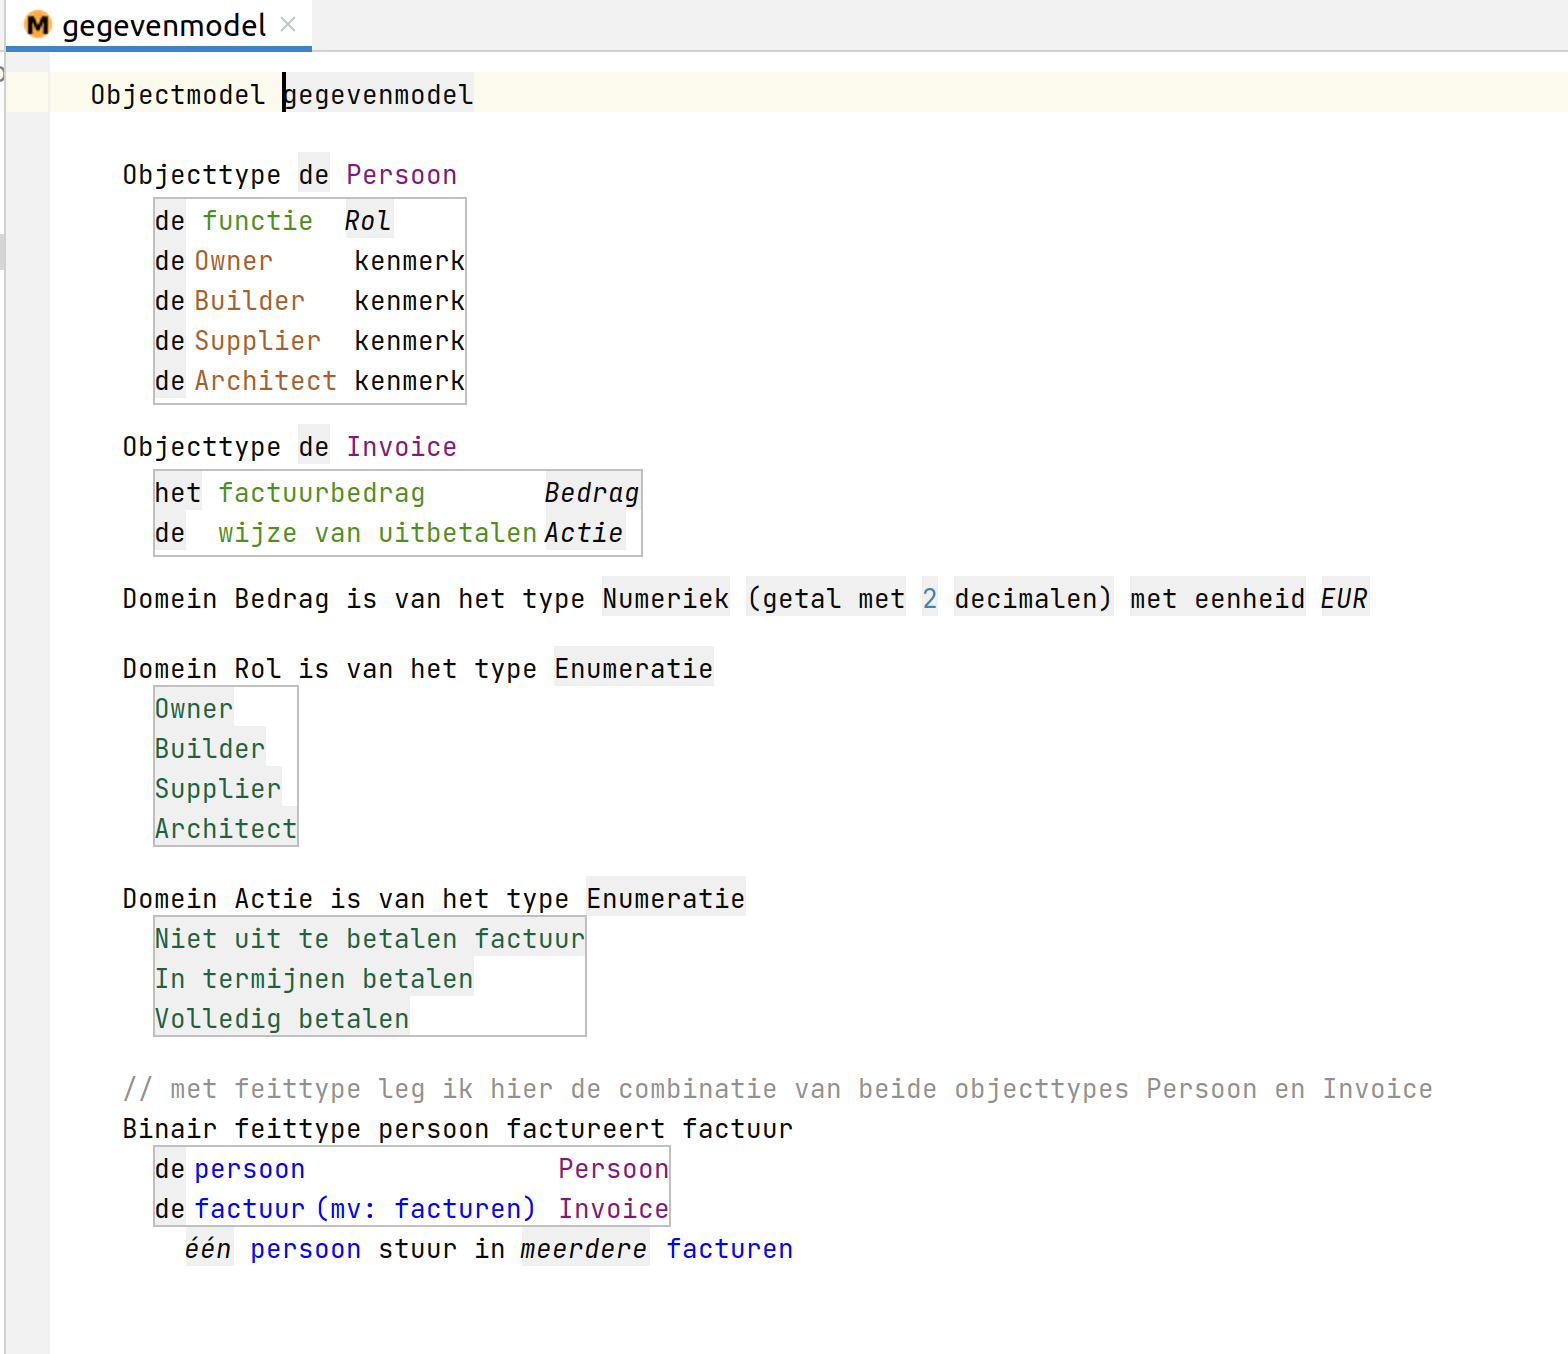 M gegevenmodel ×
Objectmodel gegevenmodel
Objecttype de Persoon
de functie Rol
de Owner kenmerk
de Builder kenmerk
de Supplier kenmerk
de Architect kenmerk
Objecttype de Invoice
het factuurbedrag Bedrag
de wijze van uitbetalen Actie
Domein Bedrag is van het type Numeriek (getal met 2 decimalen) met eenheid EUR
Domein Rol is van het type Enumeratie
Owner
Builder
Supplier
Architect
Domein Actie is van het type Enumeratie
Niet uit te betalen factuur
In termijnen betalen
Volledig betalen
// met feittype leg ik hier de combinatie van beide objecttypes Persoon en Invoice
Binair feittype persoon factureert factuur
de persoon Persoon
de factuur (mv: facturen) Invoice
één persoon stuur in meerdere facturen